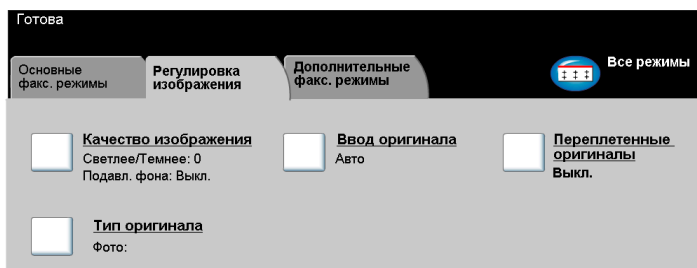 Готова
Основные
факс. режимы
Регулировка
изображения
Дополнительные
факс. режимы
Все режимы
Качество изображения
Светлее/Темнее: 0
Подавл. фона: Выкл.
Ввод оригинала
Авто
Переплетенные
оригиналы
Выкл.
Тип оригинала
Фото: